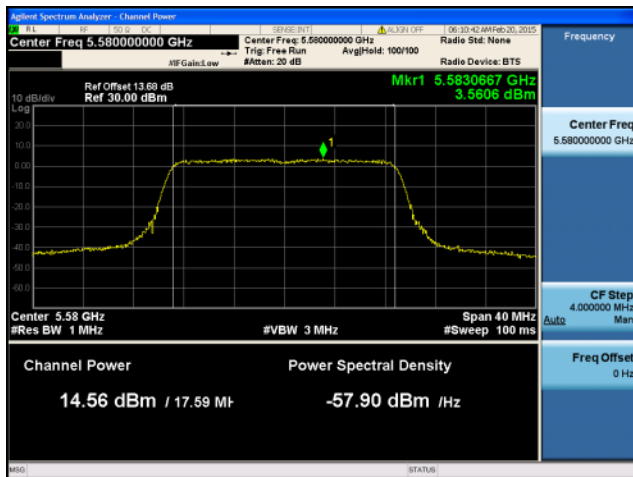 Agilent Spectrum Analyzer - Channel Power
RL RF 50 Ω DC SENSE:INT ALIGN OFF 06:10:42 AM Feb 20, 2015
Center Freq 5.580000000 GHz
Center Freq: 5.580000000 GHz
Radio Std: None
Trig: Free Run Avg|Hold: 100/100
#IFGain:Low #Atten: 20 dB Radio Device: BTS
Mkr1 5.5830667 GHz
3.5606 dBm
Ref Offset 13.68 dB
10 dB/div Ref 30.00 dBm
Log
20.0
10.0
0.00
-10.0
-20.0
-30.0
-40.0
-50.0
-60.0
1
Center 5.58 GHz Span 40 MHz
#Res BW 1 MHz #VBW 3 MHz #Sweep 100 ms
Channel Power Power Spectral Density
14.56 dBm / 17.59 MH -57.90 dBm /Hz
MSG STATUS
Frequency
Center Freq
5.580000000 GHz
CF Step
4.000000 MHz
Auto Man
Freq Offset
0 Hz